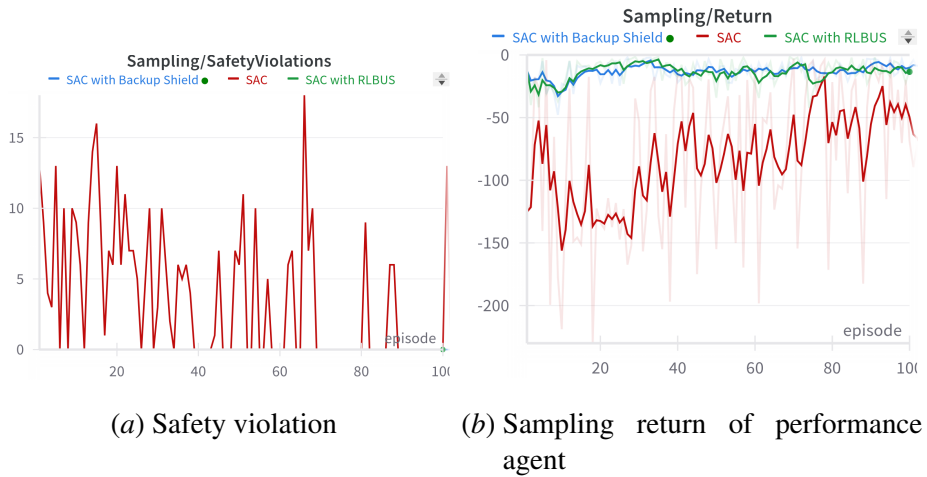 Sampling/SafetyViolations
SAC with Backup Shield SAC SAC with RLBUS
15
10
5
0
20 40 60 80 100
episode
(a) Safety violation
Sampling/Return
SAC with Backup Shield SAC SAC with RLBUS
0
-50
-100
-150
-200
20 40 60 80 100
episode
(b) Sampling return of performance
agent